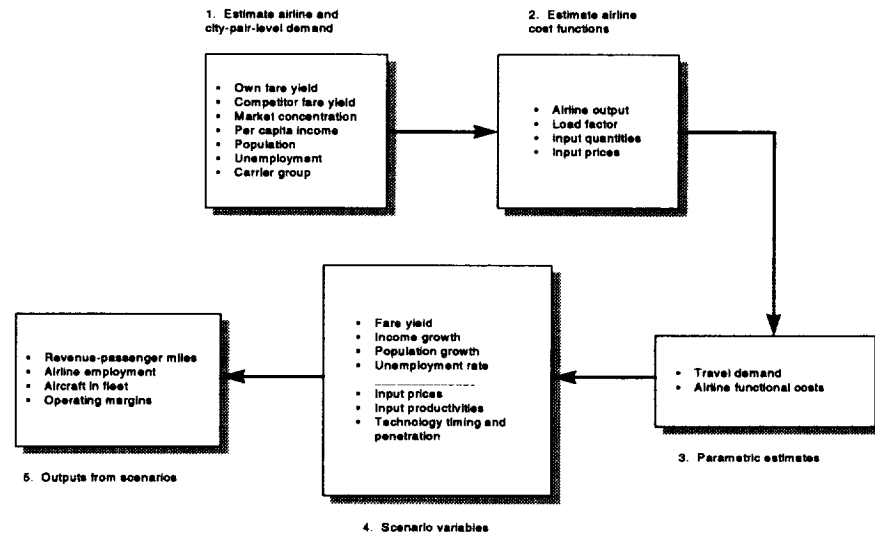 1. Estimate airline and
city-pair-level demand
• Own fare yield
• Competitor fare yield
• Market concentration
• Per capita income
• Population
• Unemployment
• Carrier group
2. Estimate airline
cost functions
• Airline output
• Load factor
• Input quantities
• Input prices
• Travel demand
• Airline functional costs
3. Parametric estimates
• Fare yield
• Income growth
• Population growth
• Unemployment rate
• Input prices
• Input productivities
• Technology timing and
penetration
4. Scenario variables
• Revenue-passenger miles
• Airline employment
• Aircraft in fleet
• Operating margins
5. Outputs from scenarios